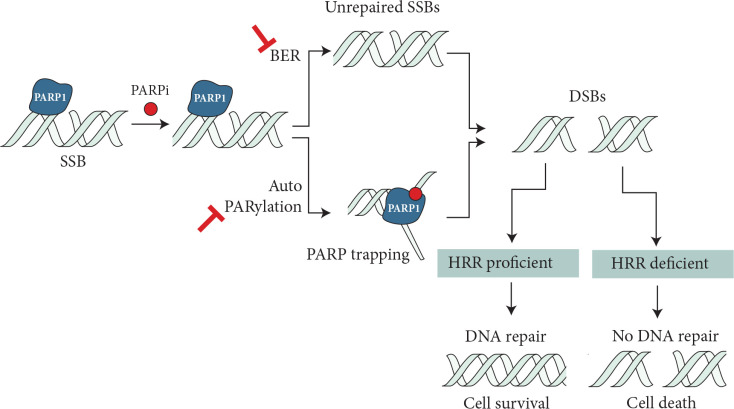 Unrepaired SSBs
BER
PARP1
PARPi
PARP1
SSB
DSBs
Auto
PARylation
PARP1
PARP trapping
HRR proficient
HRR deficient
DNA repair
No DNA repair
Cell survival
Cell death